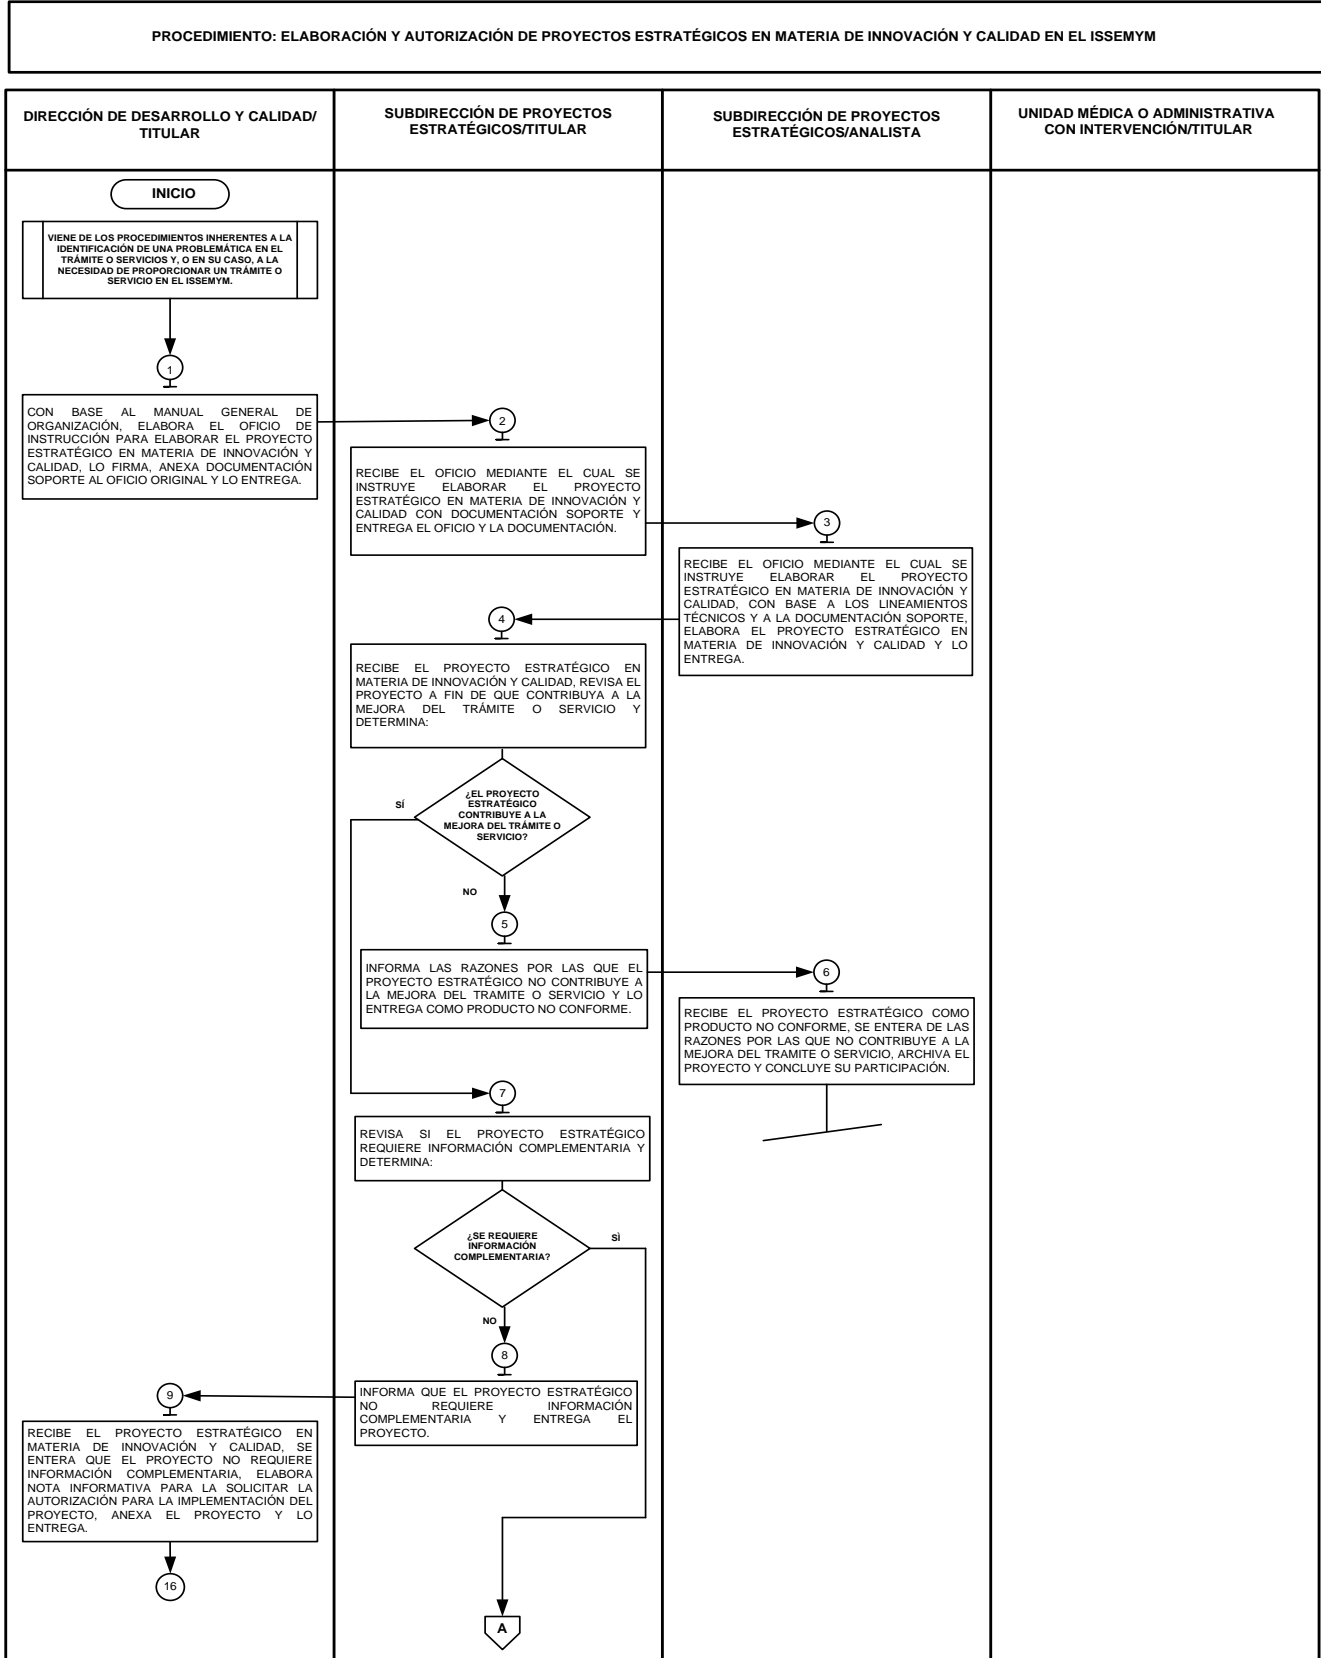 PROCEDIMIENTO: ELABORACIÓN Y AUTORIZACIÓN DE PROYECTOS ESTRATÉGICOS EN MATERIA DE INNOVACIÓN Y CALIDAD EN EL ISSEMYM
DIRECCIÓN DE DESARROLLO Y CALIDAD/
TITULAR
SUBDIRECCIÓN DE PROYECTOS
ESTRATÉGICOS/TITULAR
SUBDIRECCIÓN DE PROYECTOS
ESTRATÉGICOS/ANALISTA
UNIDAD MÉDICA O ADMINISTRATIVA
CON INTERVENCIÓN/TITULAR
INICIO
VIENE DE LOS PROCEDIMIENTOS INHERENTES A LA
IDENTIFICACIÓN DE UNA PROBLEMÁTICA EN EL
TRÁMITE O SERVICIOS Y, O EN SU CASO, A LA
NECESIDAD DE PROPORCIONAR UN TRÁMITE O
SERVICIO EN EL ISSEMYM.
1
CON BASE AL MANUAL GENERAL DE
ORGANIZACIÓN, ELABORA EL OFICIO DE
INSTRUCCIÓN PARA ELABORAR EL PROYECTO
ESTRATÉGICO EN MATERIA DE INNOVACIÓN Y
CALIDAD, LO FIRMA, ANEXA DOCUMENTACIÓN
SOPORTE AL OFICIO ORIGINAL Y LO ENTREGA.
2
RECIBE EL OFICIO MEDIANTE EL CUAL SE
INSTRUYE ELABORAR EL PROYECTO
ESTRATÉGICO EN MATERIA DE INNOVACIÓN Y
CALIDAD CON DOCUMENTACIÓN SOPORTE Y
ENTREGA EL OFICIO Y LA DOCUMENTACIÓN.
3
RECIBE EL OFICIO MEDIANTE EL CUAL SE
INSTRUYE ELABORAR EL PROYECTO
ESTRATÉGICO EN MATERIA DE INNOVACIÓN Y
CALIDAD, CON BASE A LOS LINEAMIENTOS
TÉCNICOS Y A LA DOCUMENTACIÓN SOPORTE,
ELABORA EL PROYECTO ESTRATÉGICO EN
MATERIA DE INNOVACIÓN Y CALIDAD Y LO
ENTREGA.
4
RECIBE EL PROYECTO ESTRATÉGICO EN
MATERIA DE INNOVACIÓN Y CALIDAD, REVISA EL
PROYECTO A FIN DE QUE CONTRIBUYA A LA
MEJORA DEL TRÁMITE O SERVICIO Y
DETERMINA:
¿EL PROYECTO
ESTRATÉGICO
CONTRIBUYE A LA
MEJORA DEL TRÁMITE O
SERVICIO?
SÍ
NO
5
INFORMA LAS RAZONES POR LAS QUE EL
PROYECTO ESTRATÉGICO NO CONTRIBUYE A
LA MEJORA DEL TRAMITE O SERVICIO Y LO
ENTREGA COMO PRODUCTO NO CONFORME.
6
RECIBE EL PROYECTO ESTRATÉGICO COMO
PRODUCTO NO CONFORME, SE ENTERA DE LAS
RAZONES POR LAS QUE NO CONTRIBUYE A LA
MEJORA DEL TRAMITE O SERVICIO, ARCHIVA EL
PROYECTO Y CONCLUYE SU PARTICIPACIÓN.
7
REVISA SI EL PROYECTO ESTRATÉGICO
REQUIERE INFORMACIÓN COMPLEMENTARIA Y
DETERMINA:
¿SE REQUIERE
INFORMACIÓN
COMPLEMENTARIA?
SÌ
NO
8
INFORMA QUE EL PROYECTO ESTRATÉGICO
NO REQUIERE INFORMACIÓN
COMPLEMENTARIA Y ENTREGA EL
PROYECTO.
9
RECIBE EL PROYECTO ESTRATÉGICO EN
MATERIA DE INNOVACIÓN Y CALIDAD, SE
ENTERA QUE EL PROYECTO NO REQUIERE
INFORMACIÓN COMPLEMENTARIA, ELABORA
NOTA INFORMATIVA PARA LA SOLICITAR LA
AUTORIZACIÓN PARA LA IMPLEMENTACIÓN DEL
PROYECTO, ANEXA EL PROYECTO Y LO
ENTREGA.
16
A